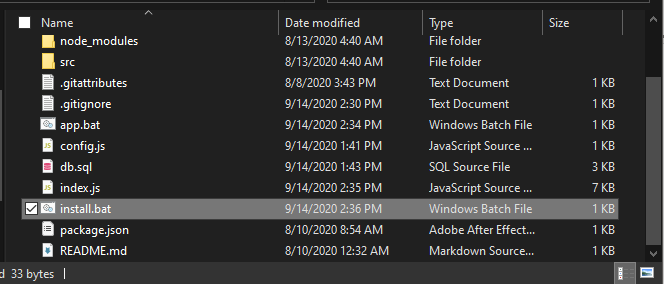 Name Date modified Type Size
node_modules 8/13/2020 4:40 AM File folder
src 8/13/2020 4:40 AM File folder
.gitattributes 8/8/2020 3:43 PM Text Document 1 KB
.gitignore 9/14/2020 2:30 PM Text Document 1 KB
app.bat 9/14/2020 2:34 PM Windows Batch File 1 KB
config.js 9/14/2020 1:41 PM JavaScript Source ... 1 KB
db.sql 9/14/2020 1:43 PM SQL Source File 3 KB
index.js 9/14/2020 2:35 PM JavaScript Source ... 7 KB
install.bat 9/14/2020 2:36 PM Windows Batch File 1 KB
package.json 8/10/2020 8:54 AM Adobe After Effect... 1 KB
README.md 8/10/2020 12:32 AM Markdown Source... 1 KB
d 33 bytes